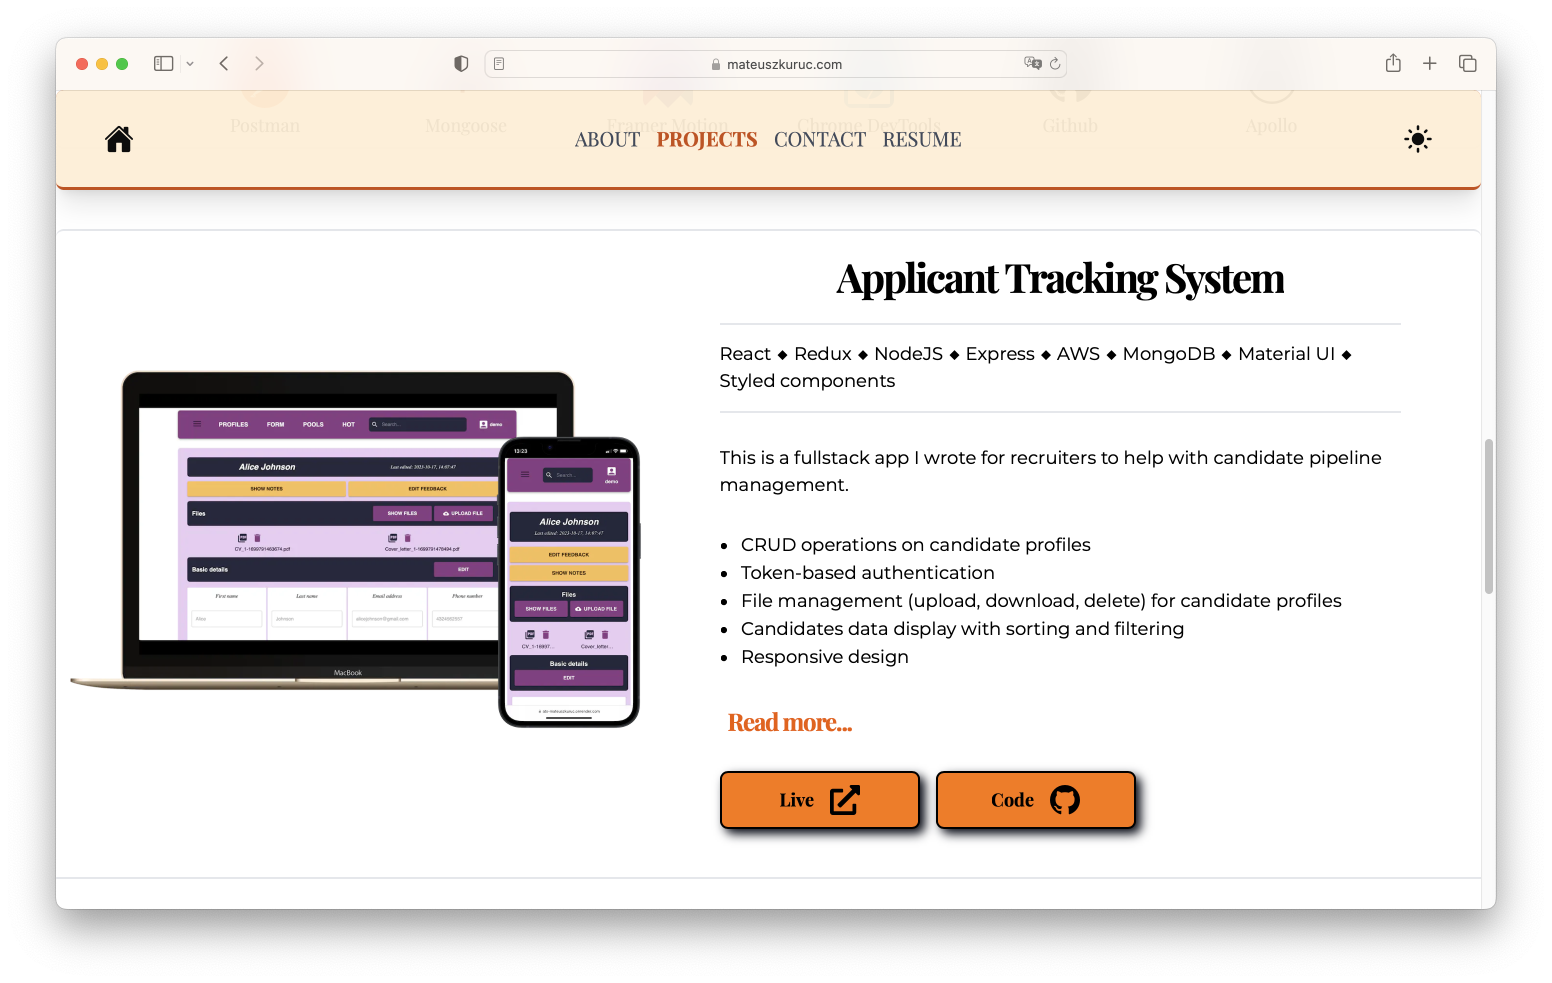 mateuszkuruc.com
Postman Mongoose Framer Motion Chrome DevTools Github Apollo
ABOUT PROJECTS CONTACT RESUME
Applicant Tracking System
React ◆ Redux ◆ NodeJS ◆ Express ◆ AWS ◆ MongoDB ◆ Material UI ◆
Styled components
This is a fullstack app I wrote for recruiters to help with candidate pipeline
management.
• CRUD operations on candidate profiles
• Token-based authentication
• File management (upload, download, delete) for candidate profiles
• Candidates data display with sorting and filtering
• Responsive design
Read more...
Live
Code
PROFILES FORM POOLS HOT Search... demo
Alice Johnson Last edited: 2023-10-17, 14:07:47
SHOW NOTES EDIT FEEDBACK
Files SHOW FILES UPLOAD FILE
CV_1-1699791463674.pdf Cover_letter_1-1699791478494.pdf
Basic details EDIT
First name Last name Email address Phone number
Alice Johnson alicejohnson@gmail.com
MacBook
13:23
Search...
demo
Alice Johnson
Last edited: 2023-10-17, 14:07:47
EDIT FEEDBACK
SHOW NOTES
Files
SHOW FILES UPLOAD FILE
CV_1-16997... Cover_letter...
Basic details
EDIT